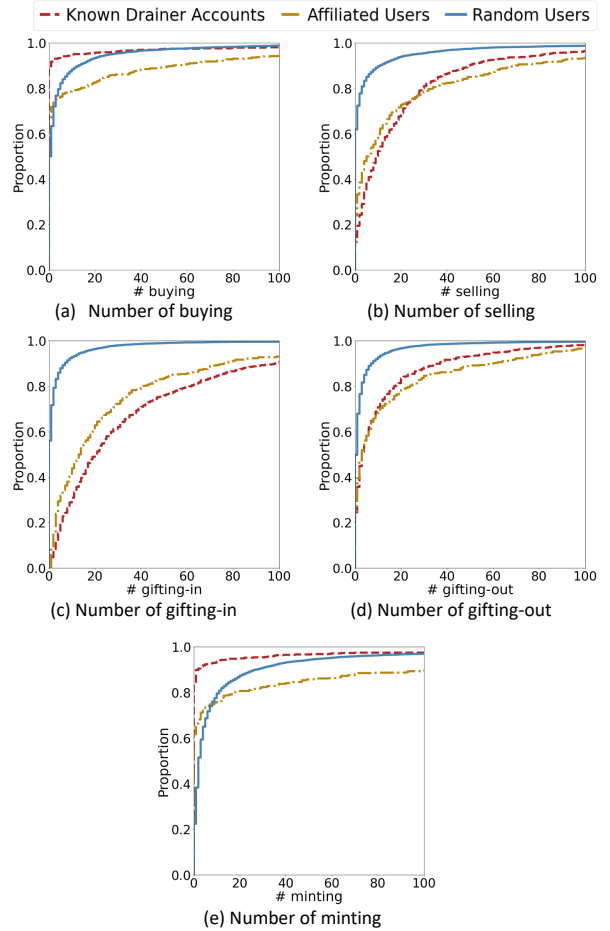 Known Drainer Accounts Affiliated Users Random Users
1.0
0.8
0.6
0.4
0.2
0.0
Proportion
0 20 40 60 80 100
# buying
(a) Number of buying
1.0
0.8
0.6
0.4
0.2
0.0
Proportion
0 20 40 60 80 100
# selling
(b) Number of selling
1.0
0.8
0.6
0.4
0.2
0.0
Proportion
0 20 40 60 80 100
# gifting-in
(c) Number of gifting-in
1.0
0.8
0.6
0.4
0.2
0.0
Proportion
0 20 40 60 80 100
# gifting-out
(d) Number of gifting-out
1.0
0.8
0.6
0.4
0.2
0.0
Proportion
0 20 40 60 80 100
# minting
(e) Number of minting